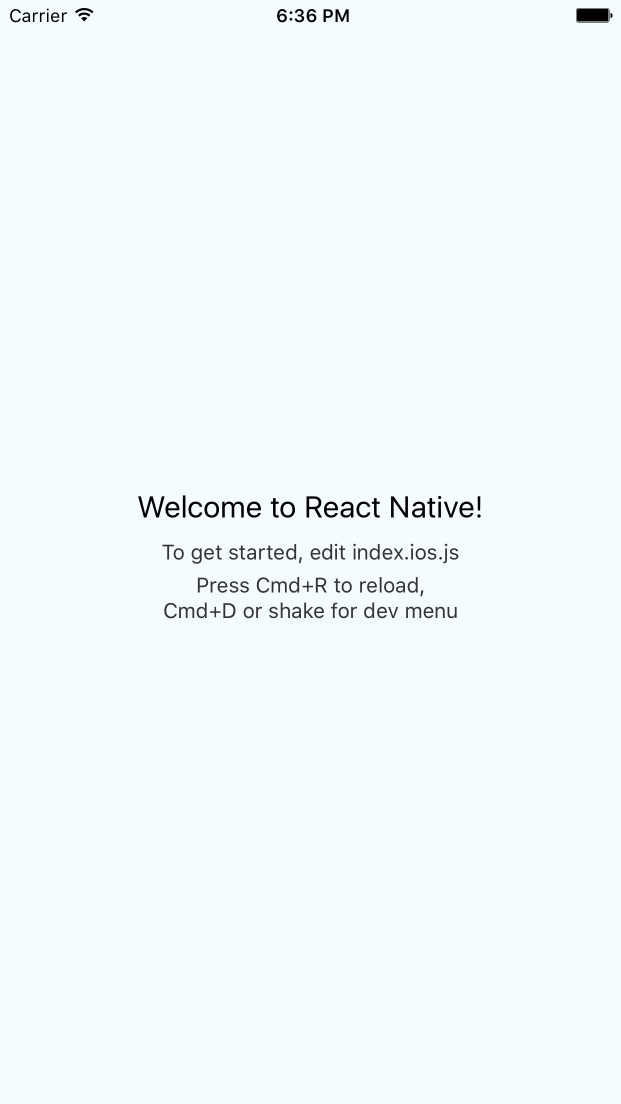 Carrier 6:36 PM
Welcome to React Native!
To get started, edit index.ios.js
Press Cmd+R to reload,
Cmd+D or shake for dev menu